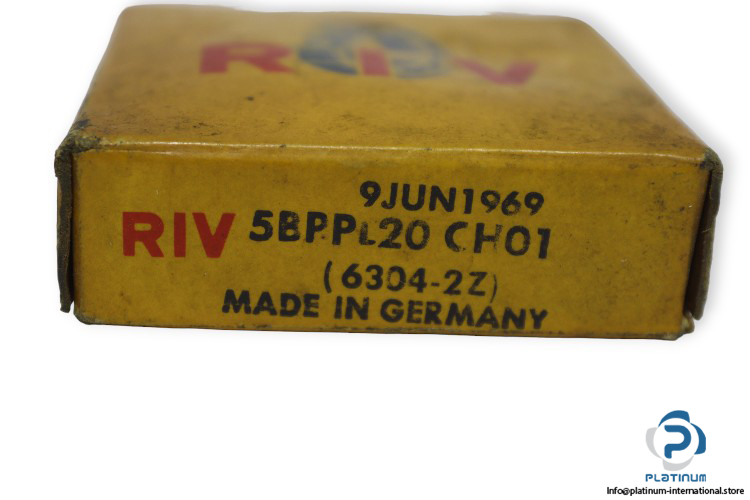 RIV
9JUN1969
RIV 5BPPL20 CH01
(6304-2Z)
MADE IN GERMANY
PLATINUM
Info@platinum-international.store